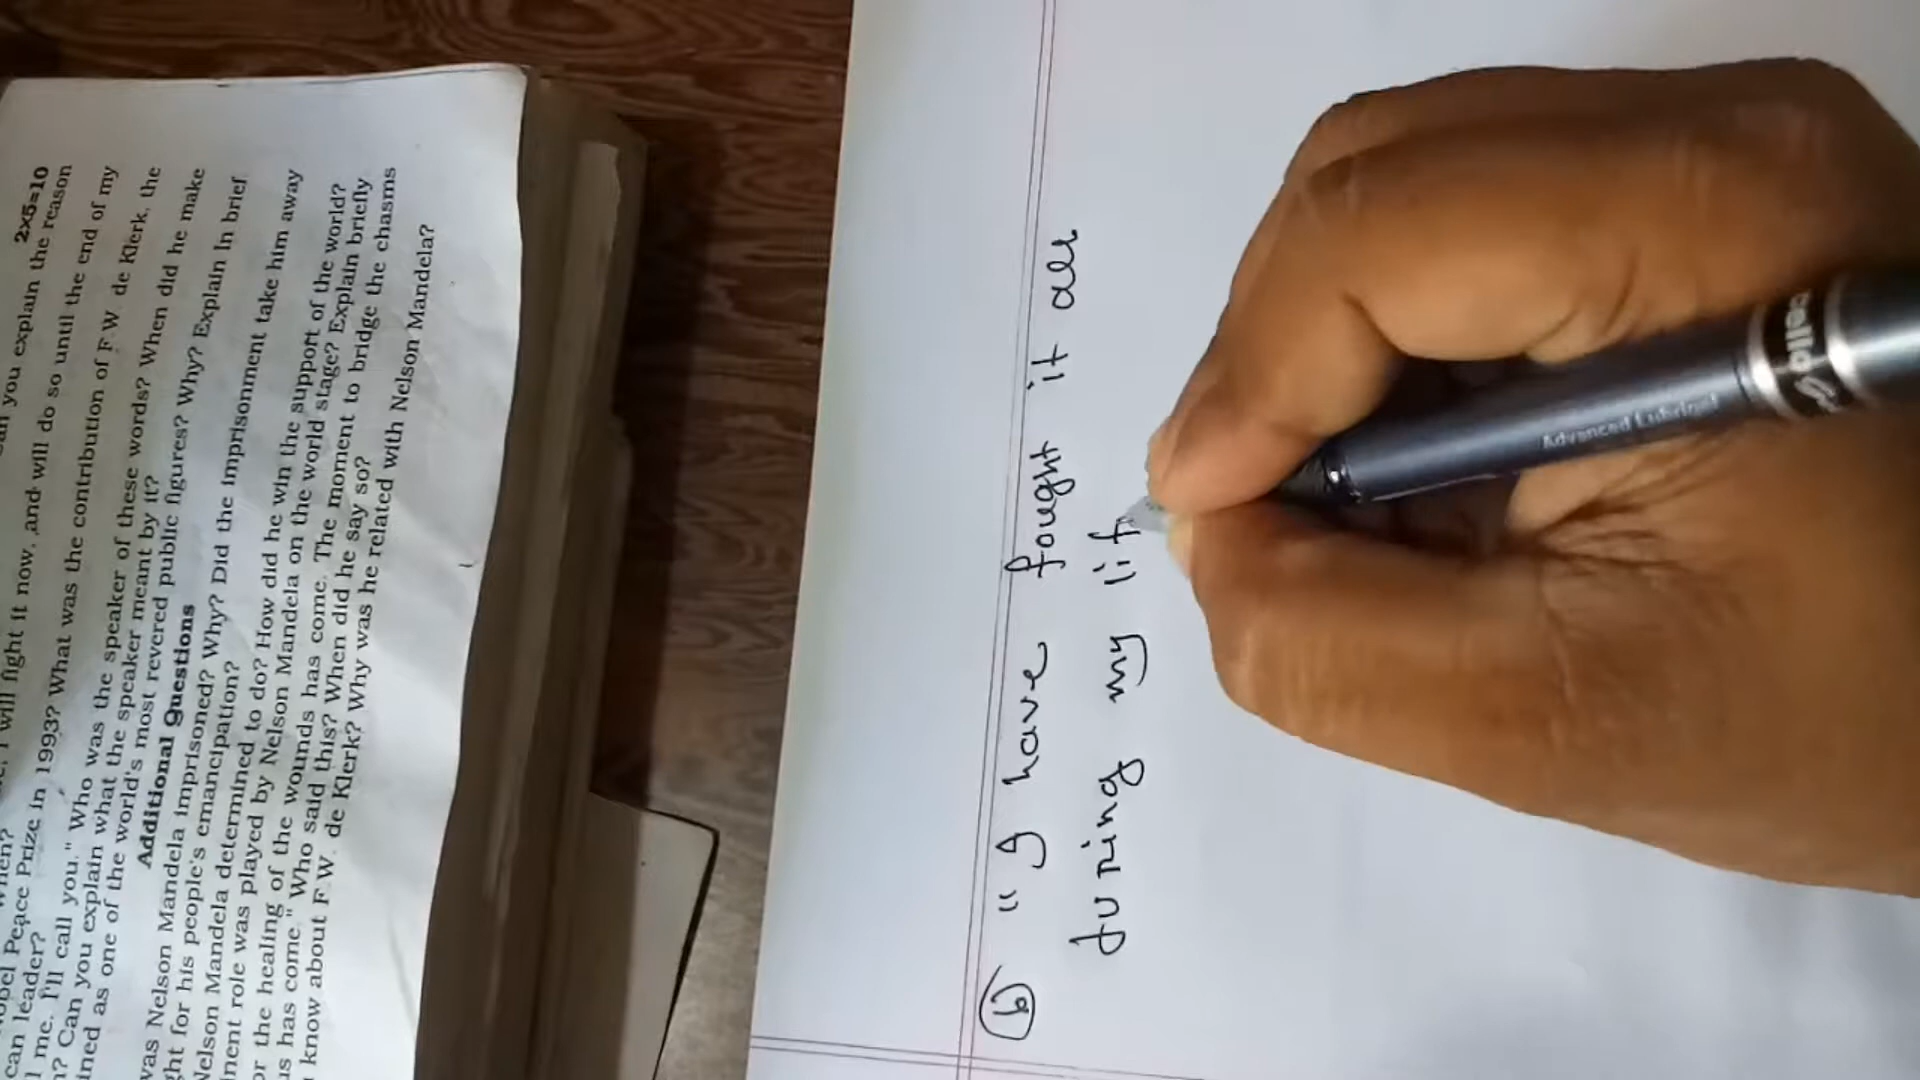 2x5=10
you explain the reason
will fight it now, and will do so until the end of my
Peace Prize in 1993? What was the contribution of F.W. de Klerk, the
can leader?
me. I'll call you." Who was the speaker of these words? When did he make
? Can you explain what the speaker meant by it?
ined as one of the world's most revered public figures? Why? Explain in brief
Additional Questions
was Nelson Mandela imprisoned? Why? Did the imprisonment take him away
ght for his people's emancipation?
Nelson Mandela determined to do? How did he win the support of the world?
nent role was played by Nelson Mandela on the world stage? Explain briefly
or the healing of the wounds has come. The moment to bridge the chasms
us has come." Who said this? When did he say so?
know about F.W. de Klerk? Why was he related with Nelson Mandela?
(b) "I have fought it all
during my lif
cello
Advanced